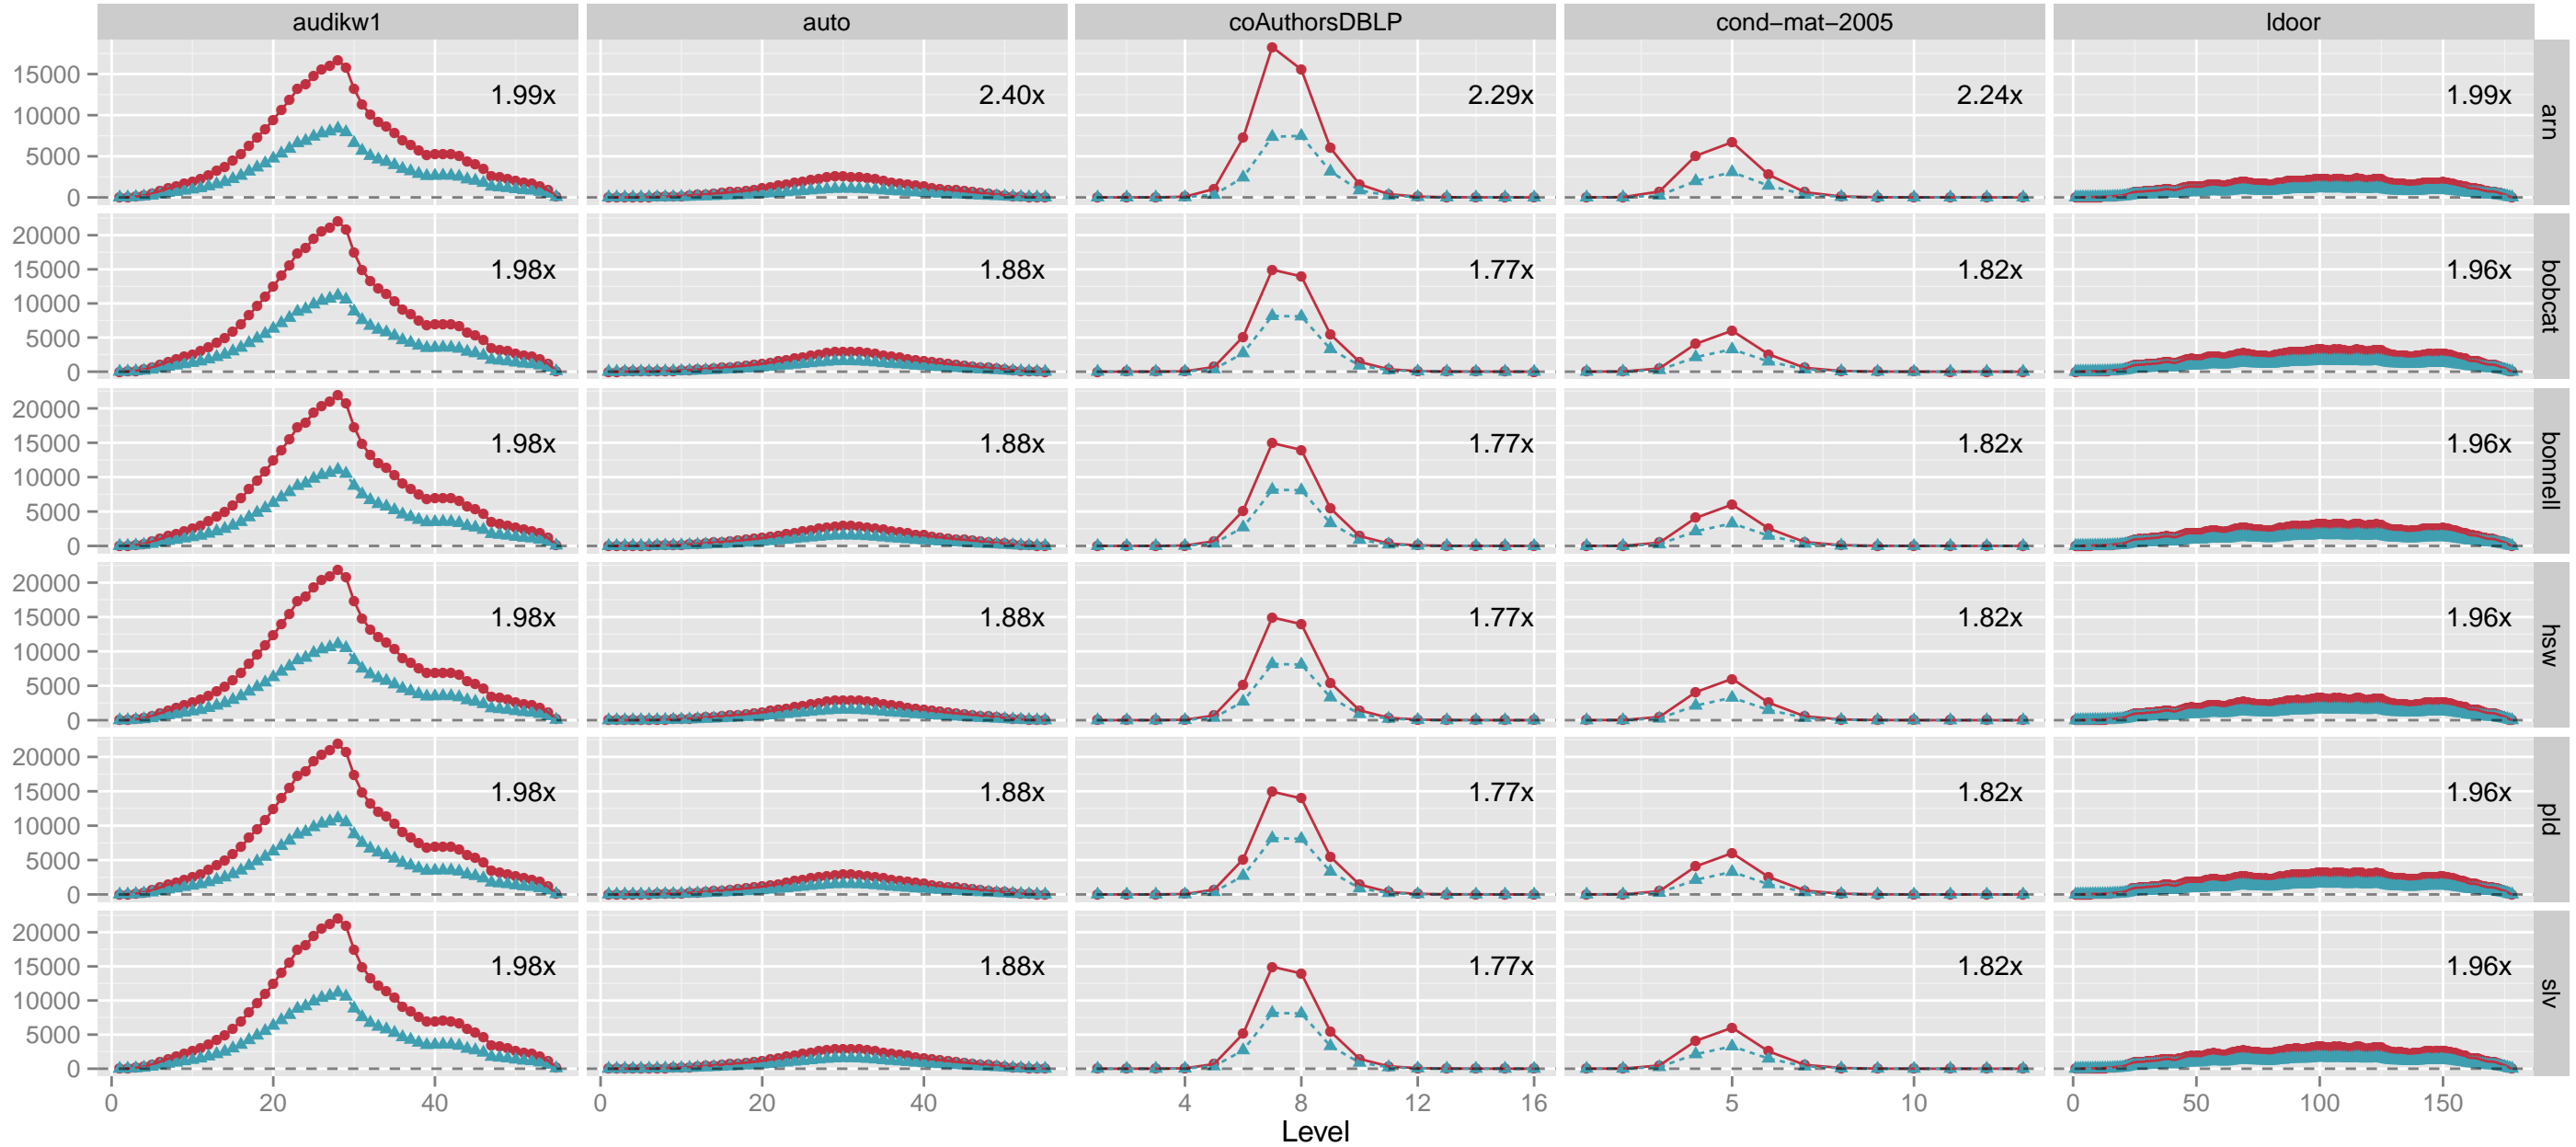 audikw1 auto coAuthorsDBLP cond−mat−2005 ldoor
15000
10000
5000
0
1.99x 2.40x 2.29x 2.24x 1.99x
arn
20000
15000
10000
5000
0
1.98x 1.88x 1.77x 1.82x 1.96x
bobcat
20000
15000
10000
5000
0
1.98x 1.88x 1.77x 1.82x 1.96x
bonnell
20000
15000
10000
5000
0
1.98x 1.88x 1.77x 1.82x 1.96x
hsw
20000
15000
10000
5000
0
1.98x 1.88x 1.77x 1.82x 1.96x
pld
20000
15000
10000
5000
0
1.98x 1.88x 1.77x 1.82x 1.96x
slv
0 20 40 0 20 40 4 8 12 16 5 10 0 50 100 150
Level